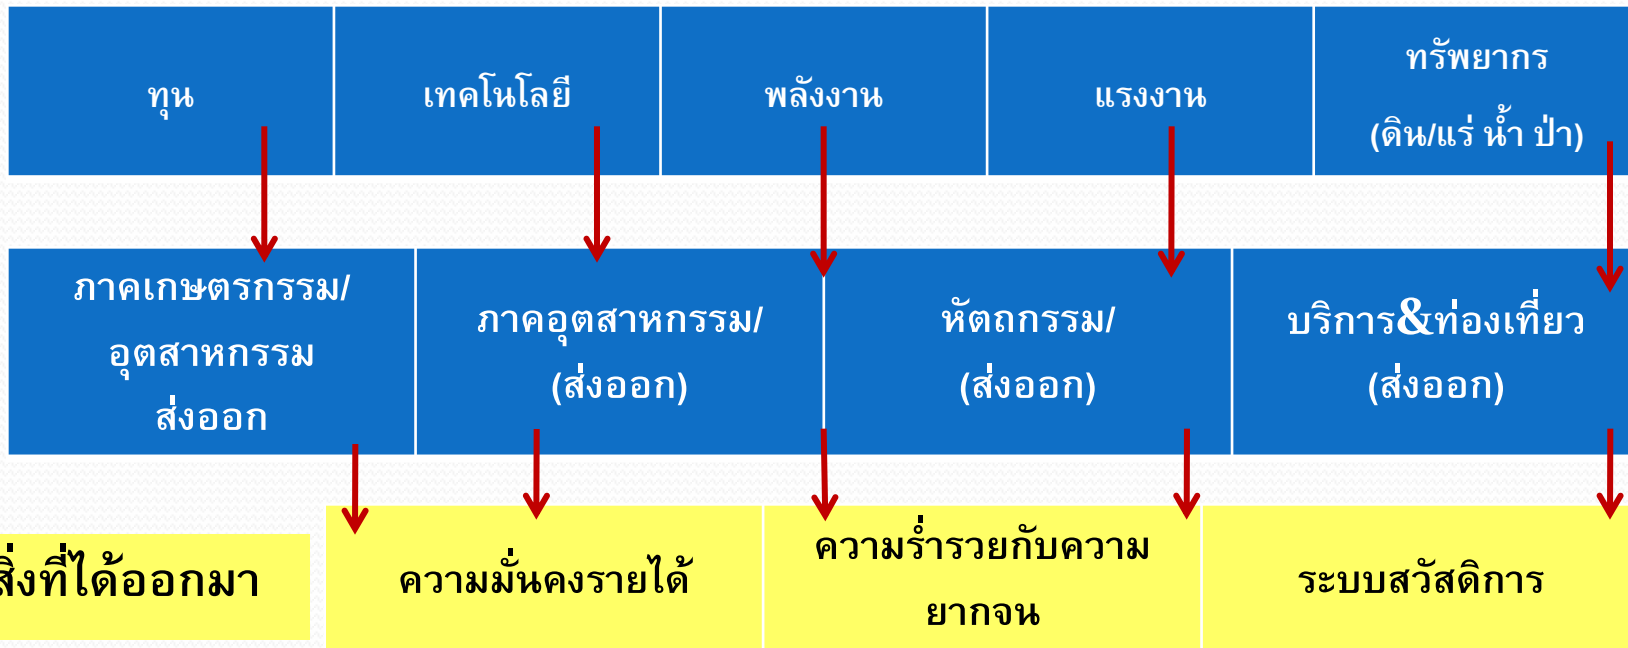 ทุน
เทคโนโลยี
พลังงาน
แรงงาน
ทรัพยากร
(ดิน/แร่ น้ำ ป่า)
ภาคเกษตรกรรม/
อุตสาหกรรม
ส่งออก
ภาคอุตสาหกรรม/
(ส่งออก)
หัตถกรรม/
(ส่งออก)
บริการ&ท่องเที่ยว
(ส่งออก)
สิ่งที่ได้ออกมา
ความมั่นคงรายได้
ความร่ำรวยกับความ
ยากจน
ระบบสวัสดิการ